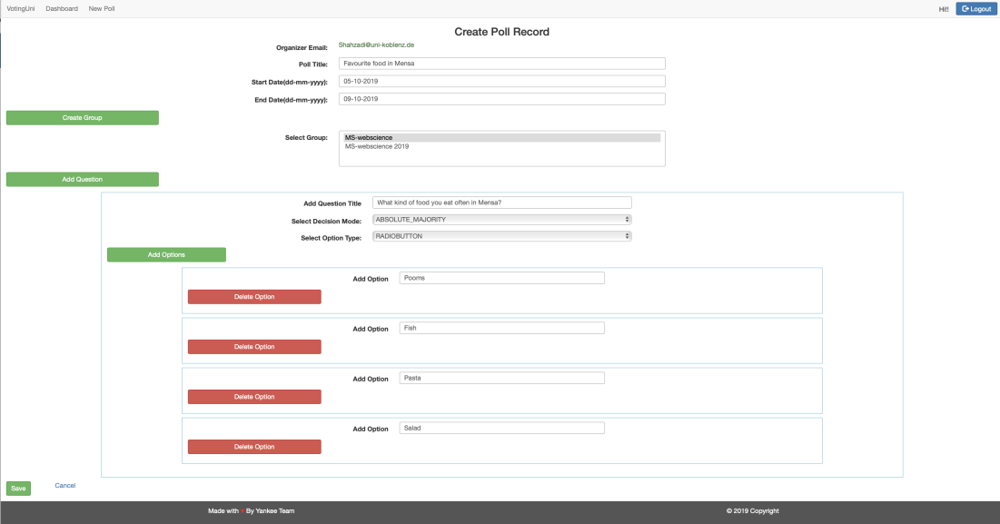 VotingUni Dashboard New Poll Hi!! Logout
Create Poll Record
Organizer Email: Shahzadi@uni-koblenz.de
Poll Title: Favourite food in Mensa
Start Date(dd-mm-yyyy): 05-10-2019
End Date(dd-mm-yyyy): 09-10-2019
Create Group
Select Group: MS-webscience
MS-webscience 2019
Add Question
Add Question Title What kind of food you eat often in Mensa?
Select Decision Mode: ABSOLUTE_MAJORITY
Select Option Type: RADIOBUTTON
Add Options
Add Option Pooms
Delete Option
Add Option Fish
Delete Option
Add Option Pasta
Delete Option
Add Option Salad
Delete Option
Save Cancel
Made with ♥ By Yankee Team © 2019 Copyright